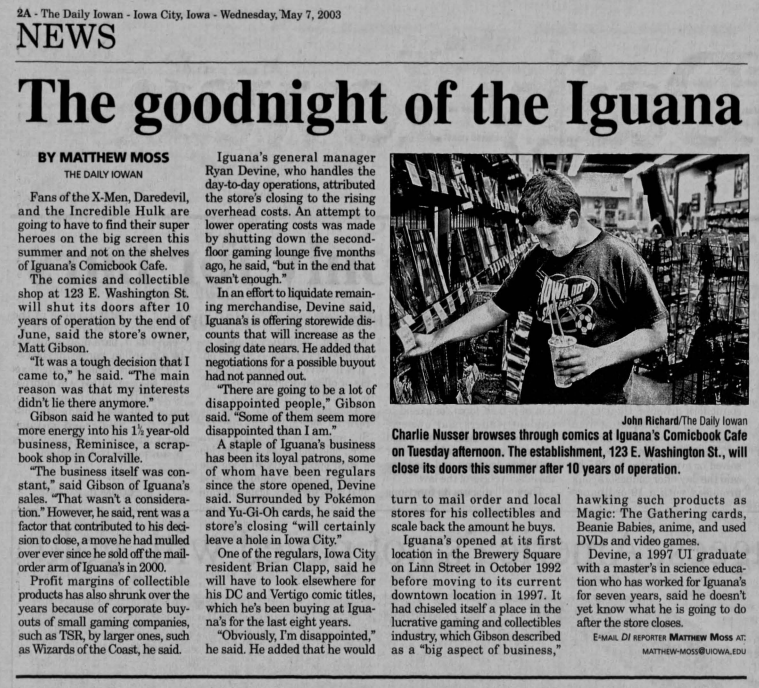 2A - The Daily Iowan - Iowa City, Iowa - Wednesday, May 7, 2003
NEWS
The goodnight of the Iguana
BY MATTHEW MOSS
THE DAILY IOWAN
Fans of the X-Men, Daredevil,
and the Incredible Hulk are
going to have to find their super
heroes on the big screen this
summer and not on the shelves
of Iguana's Comicbook Cafe.
The comics and collectible
shop at 123 E. Washington St.
will shut its doors after 10
years of operation by the end of
June, said the store's owner,
Matt Gibson.
"It was a tough decision that I
came to," he said. "The main
reason was that my interests
didn't lie there anymore."
Gibson said he wanted to put
more energy into his 1½ year-old
business, Reminisce, a scrap-
book shop in Coralville.
"The business itself was con-
stant," said Gibson of Iguana's
sales. "That wasn't a considera-
tion." However, he said, rent was a
factor that contributed to his deci-
sion to close, a move he had mulled
over ever since he sold off the mail-
order arm of Iguana's in 2000.
Profit margins of collectible
products has also shrunk over the
years because of corporate buy-
outs of small gaming companies,
such as TSR, by larger ones, such
as Wizards of the Coast, he said.
Iguana's general manager
Ryan Devine, who handles the
day-to-day operations, attributed
the store's closing to the rising
overhead costs. An attempt to
lower operating costs was made
by shutting down the second-
floor gaming lounge five months
ago, he said, "but in the end that
wasn't enough."
In an effort to liquidate remain-
ing merchandise, Devine said,
Iguana's is offering storewide dis-
counts that will increase as the
closing date nears. He added that
negotiations for a possible buyout
had not panned out.
"There are going to be a lot of
disappointed people," Gibson
said. "Some of them seem more
disappointed than I am."
A staple of Iguana's business
has been its loyal patrons, some
of whom have been regulars
since the store opened, Devine
said. Surrounded by Pokémon
and Yu-Gi-Oh cards, he said the
store's closing "will certainly
leave a hole in Iowa City."
One of the regulars, Iowa City
resident Brian Clapp, said he
will have to look elsewhere for
his DC and Vertigo comic titles,
which he's been buying at Igua-
na's for the last eight years.
"Obviously, I'm disappointed,"
he said. He added that he would
IOWA
John Richard/The Daily Iowan
Charlie Nusser browses through comics at Iguana's Comicbook Cafe
on Tuesday afternoon. The establishment, 123 E. Washington St., will
close its doors this summer after 10 years of operation.
turn to mail order and local
stores for his collectibles and
scale back the amount he buys.
Iguana's opened at its first
location in the Brewery Square
on Linn Street in October 1992
before moving to its current
downtown location in 1997. It
had chiseled itself a place in the
lucrative gaming and collectibles
industry, which Gibson described
as a "big aspect of business,"
hawking such products as
Magic: The Gathering cards,
Beanie Babies, anime, and used
DVDs and video games.
Devine, a 1997 UI graduate
with a master's in science educa-
tion who has worked for Iguana's
for seven years, said he doesn't
yet know what he is going to do
after the store closes.
E-MAIL DI REPORTER MATTHEW MOSS AT:
MATTHEW-MOSS@UIOWA.EDU